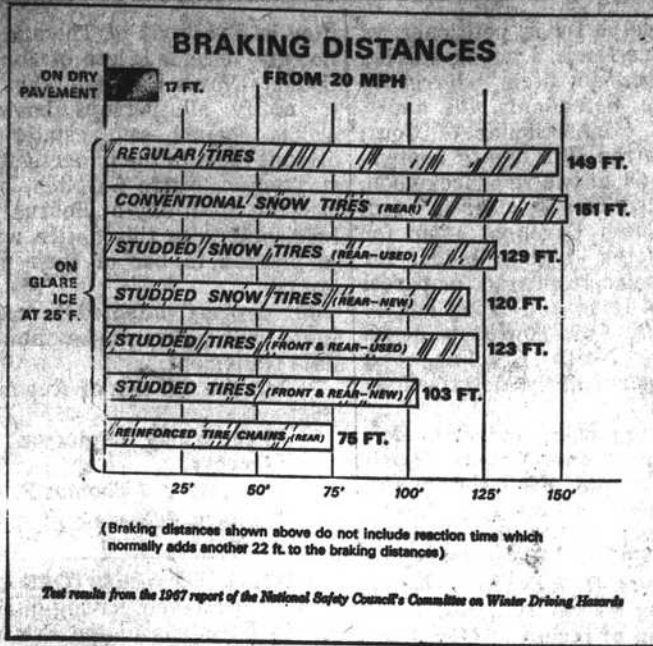 BRAKING DISTANCES
FROM 20 MPH
ON DRY
PAVEMENT
17 FT.
REGULAR TIRES
149 FT.
CONVENTIONAL SNOW TIRES (REAR)
151 FT.
STUDDED SNOW TIRES (REAR-USED)
129 FT.
ON
GLARE
ICE
AT 25°F.
STUDDED SNOW TIRES (REAR-NEW)
120 FT.
STUDDED TIRES (FRONT & REAR-USED)
123 FT.
STUDDED TIRES (FRONT & REAR-NEW)
103 FT.
REINFORCED TIRE CHAINS (REAR)
75 FT.
25' 50' 75' 100' 125' 150'
(Braking distances shown above do not include reaction time which
normally adds another 22 ft. to the braking distances)
Test results from the 1967 report of the National Safety Council's Committee on Winter Driving Hazards